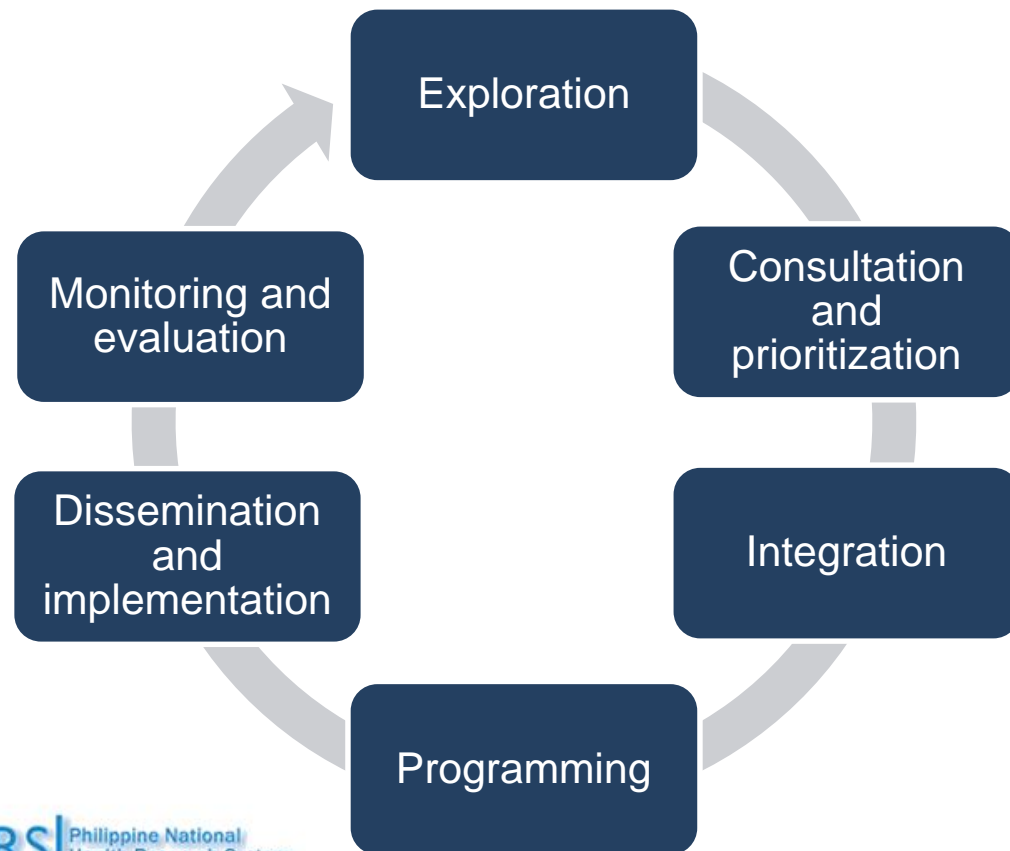 Exploration
Consultation
and
prioritization
Integration
Programming
Dissemination
and
implementation
Monitoring and
evaluation
Philippine National